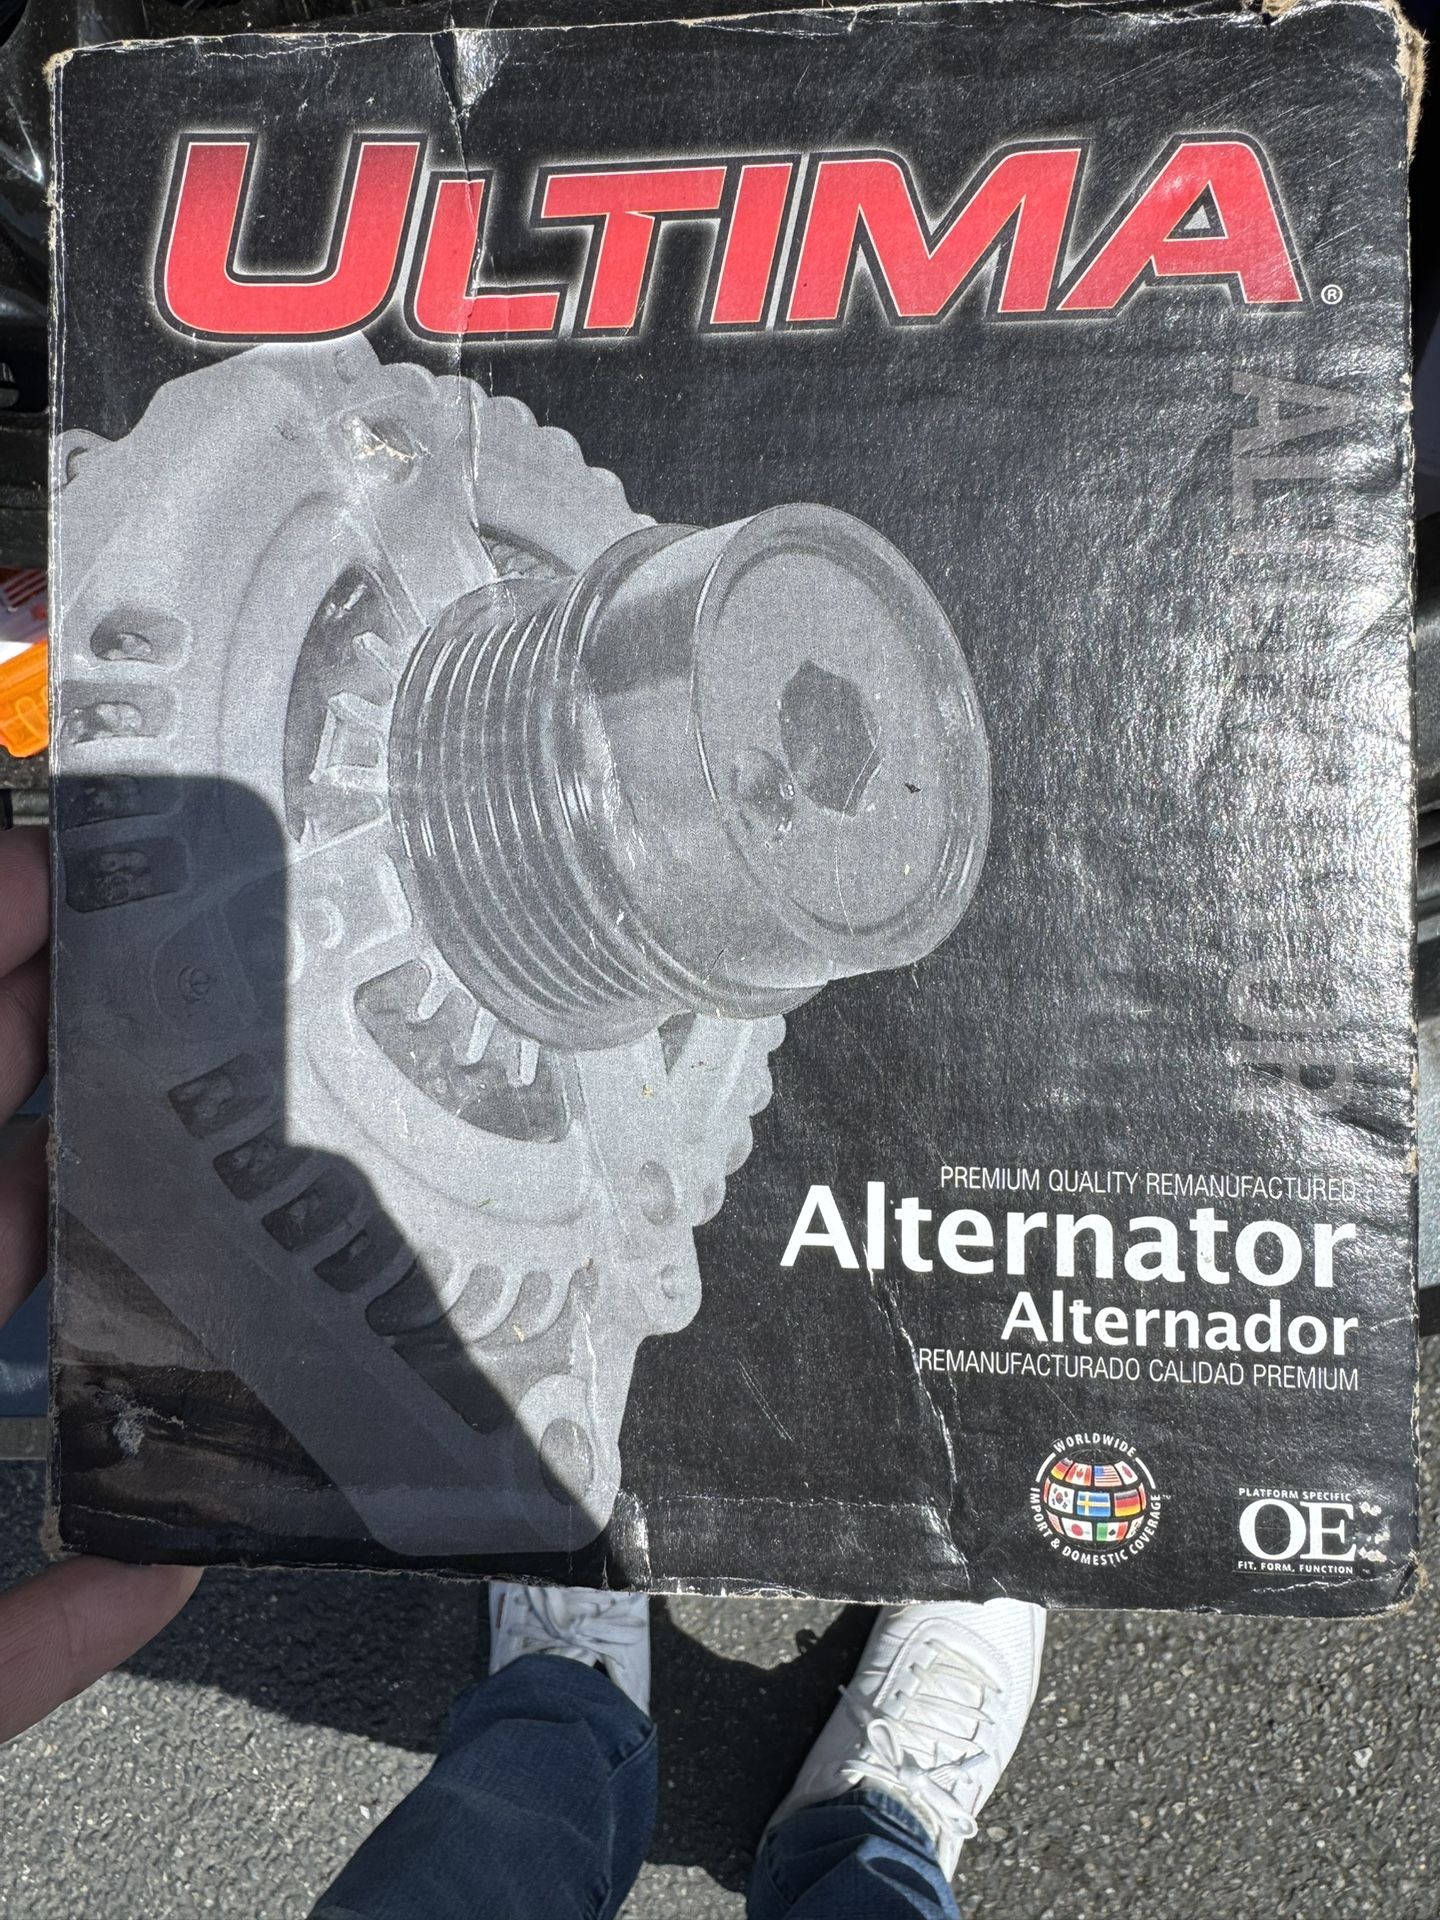 ULTIMA®
ALTERNATOR
PREMIUM QUALITY REMANUFACTURED
Alternator
Alternador
REMANUFACTURADO CALIDAD PREMIUM
WORLDWIDE
IMPORT & DOMESTIC COVERAGE
PLATFORM SPECIFIC
OE
FIT, FORM, FUNCTION